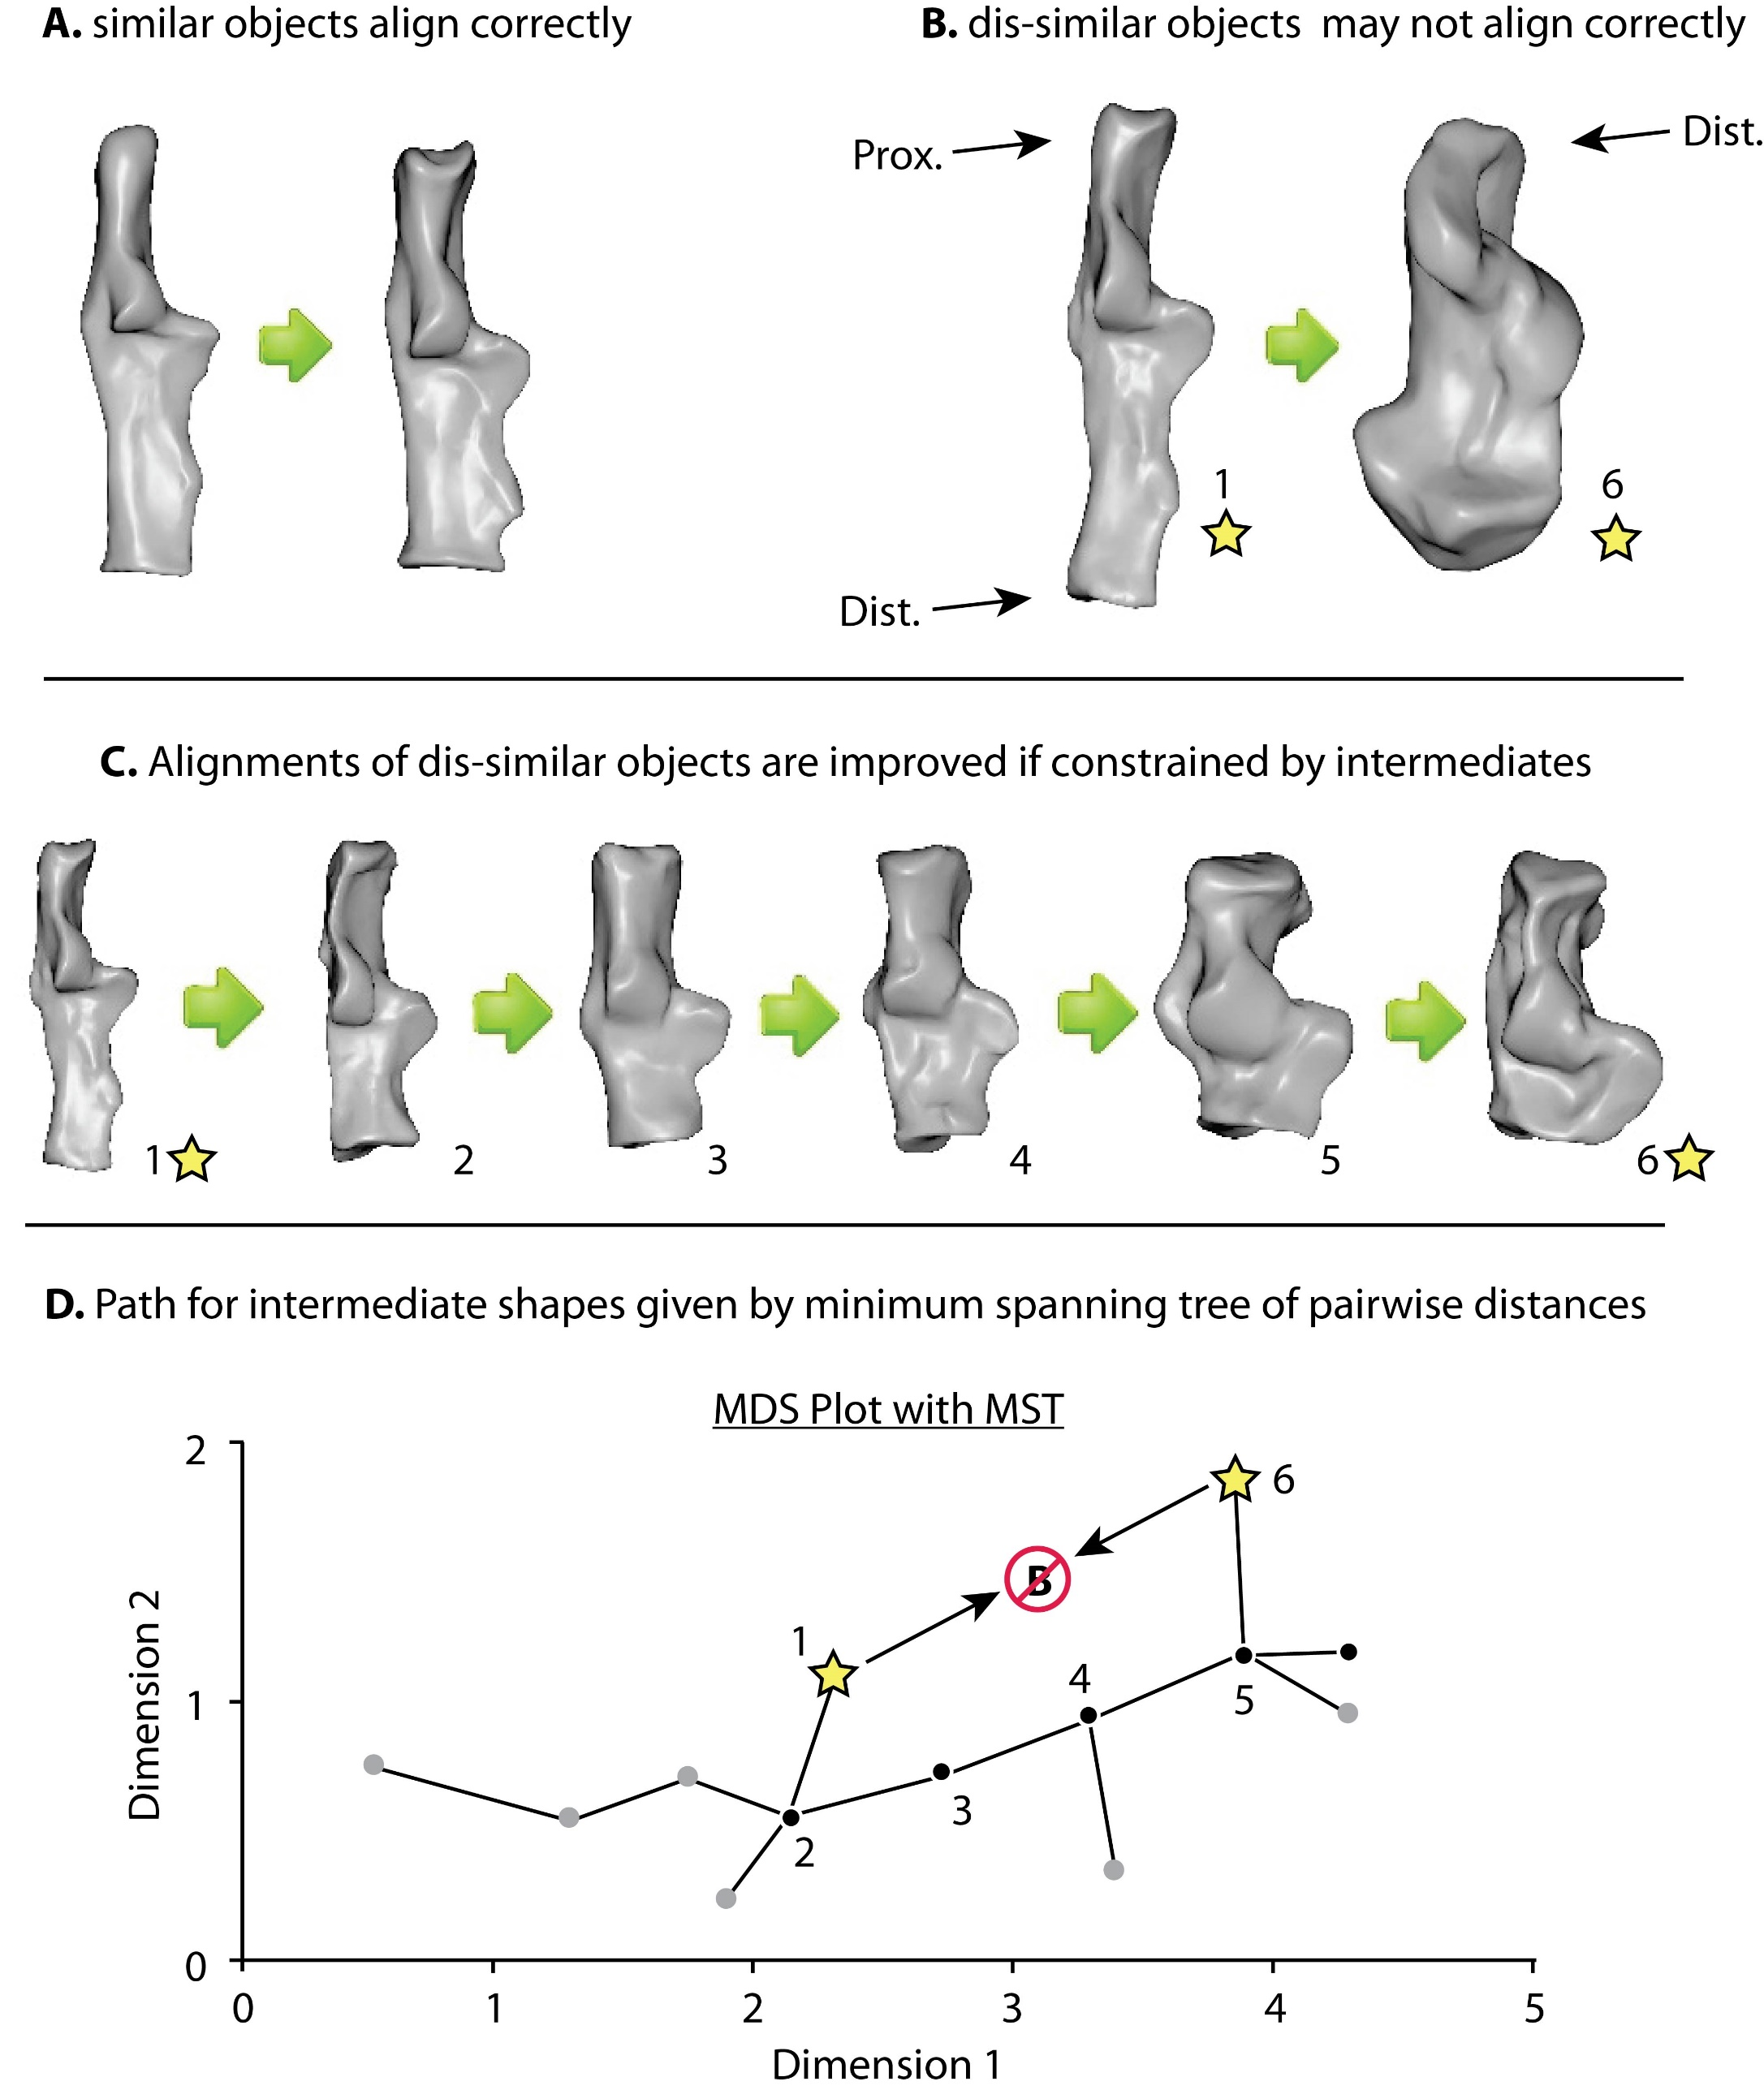 A. similar objects align correctly
B. dis-similar objects  may not align correctly
Prox.
Dist.
1
6
Dist.
C. Alignments of dis-similar objects are improved if constrained by intermediates
1
2
3
4
5
6
D. Path for intermediate shapes given by minimum spanning tree of pairwise distances
MDS Plot with MST
2
6
B
1
4
1
5
Dimension 2
3
2
0
0
1
2
3
4
5
Dimension 1